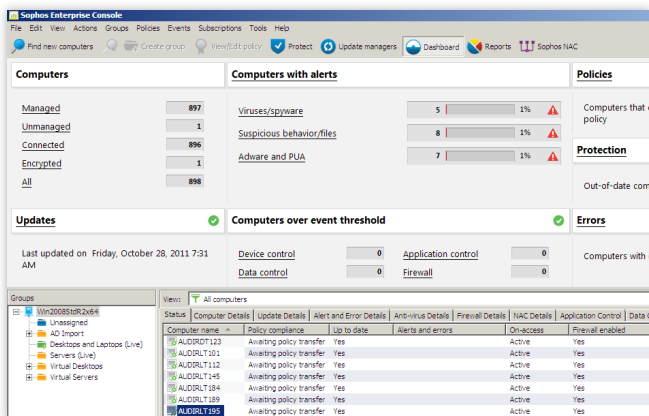 Sophos Enterprise Console
File Edit View Actions Groups Policies Events Subscriptions Tools Help
Find new computers Create group View/Edit policy Protect Update managers Dashboard Reports Sophos NAC
Computers
Managed 897
Unmanaged 1
Connected 896
Encrypted 1
All 898
Computers with alerts
Viruses/spyware 5 1%
Suspicious behavior/files 8 1%
Adware and PUA 7 1%
Policies
Computers that
policy
Protection
Out-of-date com
Updates
Last updated on Friday, October 28, 2011 7:31
AM
Computers over event threshold
Device control 0 Application control 0
Data control 0 Firewall 0
Errors
Computers with
Groups
Win2008StdR2x64
Unassigned
AD Import
Desktops and Laptops (Live)
Servers (Live)
Virtual Desktops
Virtual Servers
View: All computers
Status Computer Details Update Details Alert and Error Details Anti-virus Details Firewall Details NAC Details Application Control Data
Computer name Policy compliance Up to date Alerts and errors On-access Firewall enabled
AUDIRDT123 Awaiting policy transfer Yes Active Yes
AUDIRLT101 Awaiting policy transfer Yes Active Yes
AUDIRLT112 Awaiting policy transfer Yes Active Yes
AUDIRLT145 Awaiting policy transfer Yes Active Yes
AUDIRLT184 Awaiting policy transfer Yes Active Yes
AUDIRLT189 Awaiting policy transfer Yes Active Yes
AUDIRLT195 Awaiting policy transfer Yes Active Yes